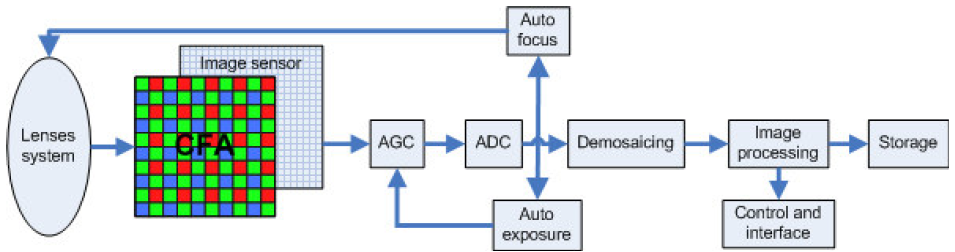 Auto
focus
Image sensor
Lenses
system
CFA
AGC
ADC
Demosaicing
Image
processing
Storage
Auto
exposure
Control and
interface